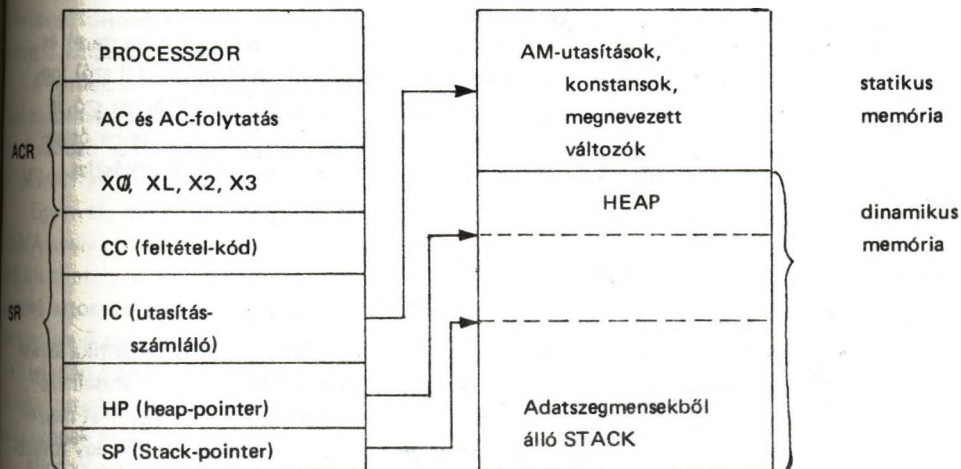 PROCESSZOR
ACR
AC és AC-folytatás
XØ, XL, X2, X3
SR
CC (feltétel-kód)
IC (utasítás-
számláló)
HP (heap-pointer)
SP (Stack-pointer)
AM-utasítások,
konstansok,
megnevezett
változók
HEAP
Adatszegmensekből
álló STACK
statikus
memória
dinamikus
memória